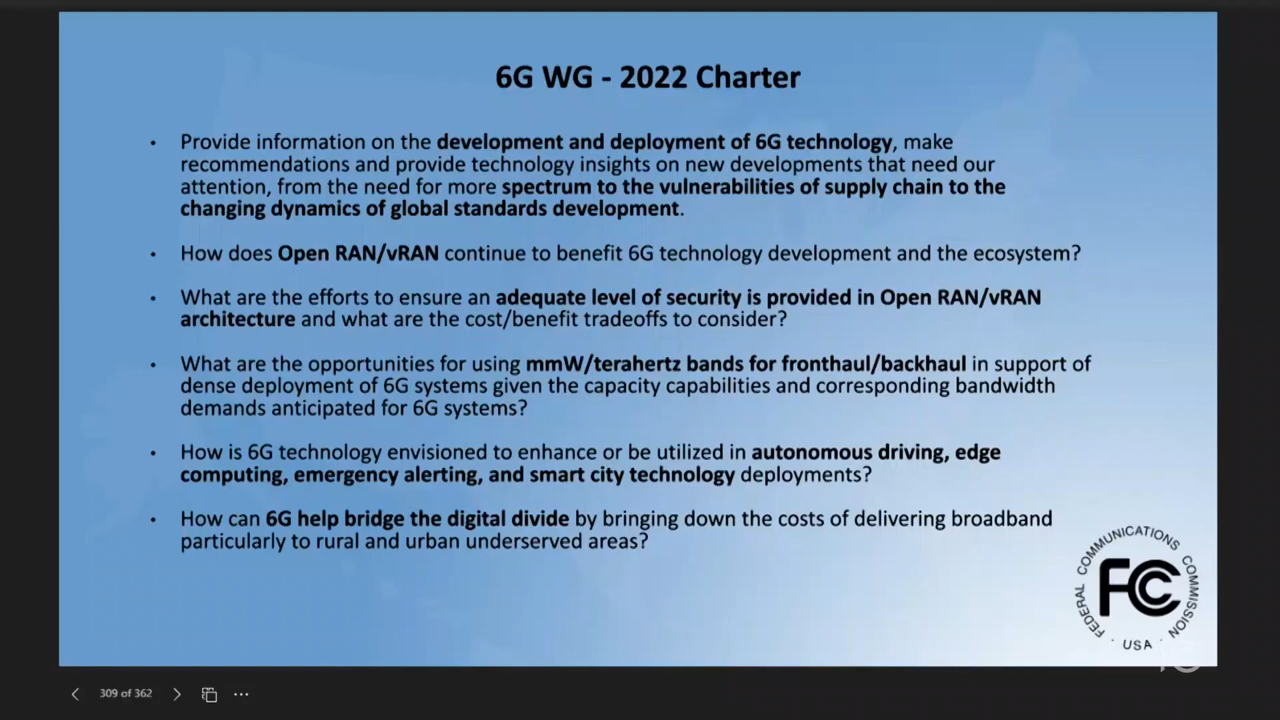 6G WG - 2022 Charter
• Provide information on the development and deployment of 6G technology, make
recommendations and provide technology insights on new developments that need our
attention, from the need for more spectrum to the vulnerabilities of supply chain to the
changing dynamics of global standards development.
• How does Open RAN/vRAN continue to benefit 6G technology development and the ecosystem?
• What are the efforts to ensure an adequate level of security is provided in Open RAN/vRAN
architecture and what are the cost/benefit tradeoffs to consider?
• What are the opportunities for using mmW/terahertz bands for fronthaul/backhaul in support of
dense deployment of 6G systems given the capacity capabilities and corresponding bandwidth
demands anticipated for 6G systems?
• How is 6G technology envisioned to enhance or be utilized in autonomous driving, edge
computing, emergency alerting, and smart city technology deployments?
• How can 6G help bridge the digital divide by bringing down the costs of delivering broadband
particularly to rural and urban underserved areas?
FEDERAL COMMUNICATIONS COMMISSION
FCC
· USA ·
309 of 362